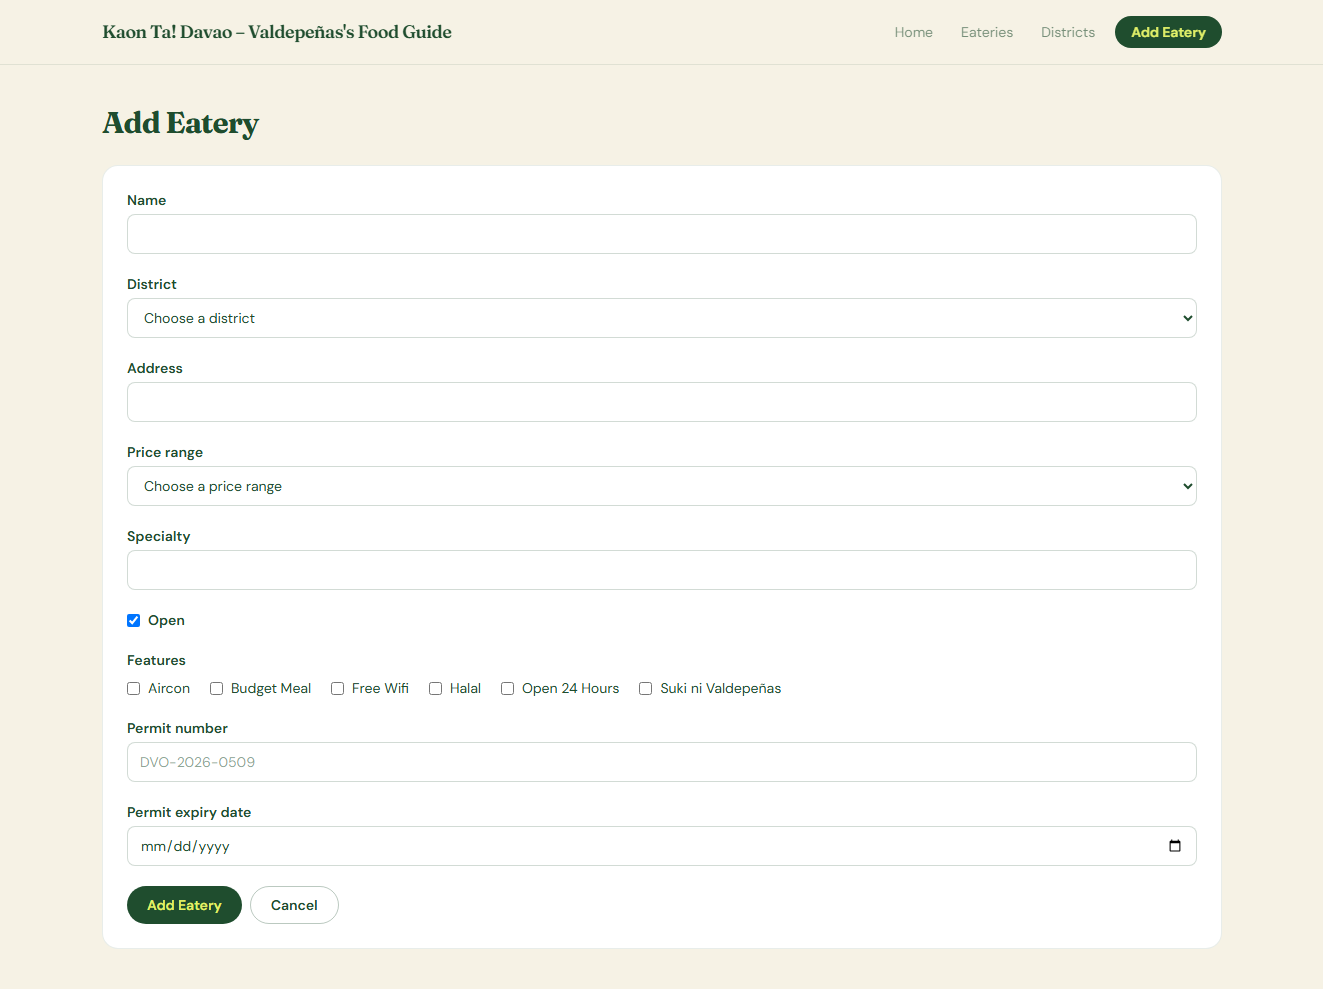 Kaon Ta! Davao – Valdepeñas's Food Guide
Home Eateries Districts Add Eatery
Add Eatery
Name
District
Choose a district
Address
Price range
Choose a price range
Specialty
Open
Features
Aircon Budget Meal Free Wifi Halal Open 24 Hours Suki ni Valdepeñas
Permit number
DVO-2026-0509
Permit expiry date
mm/dd/yyyy
Add Eatery Cancel